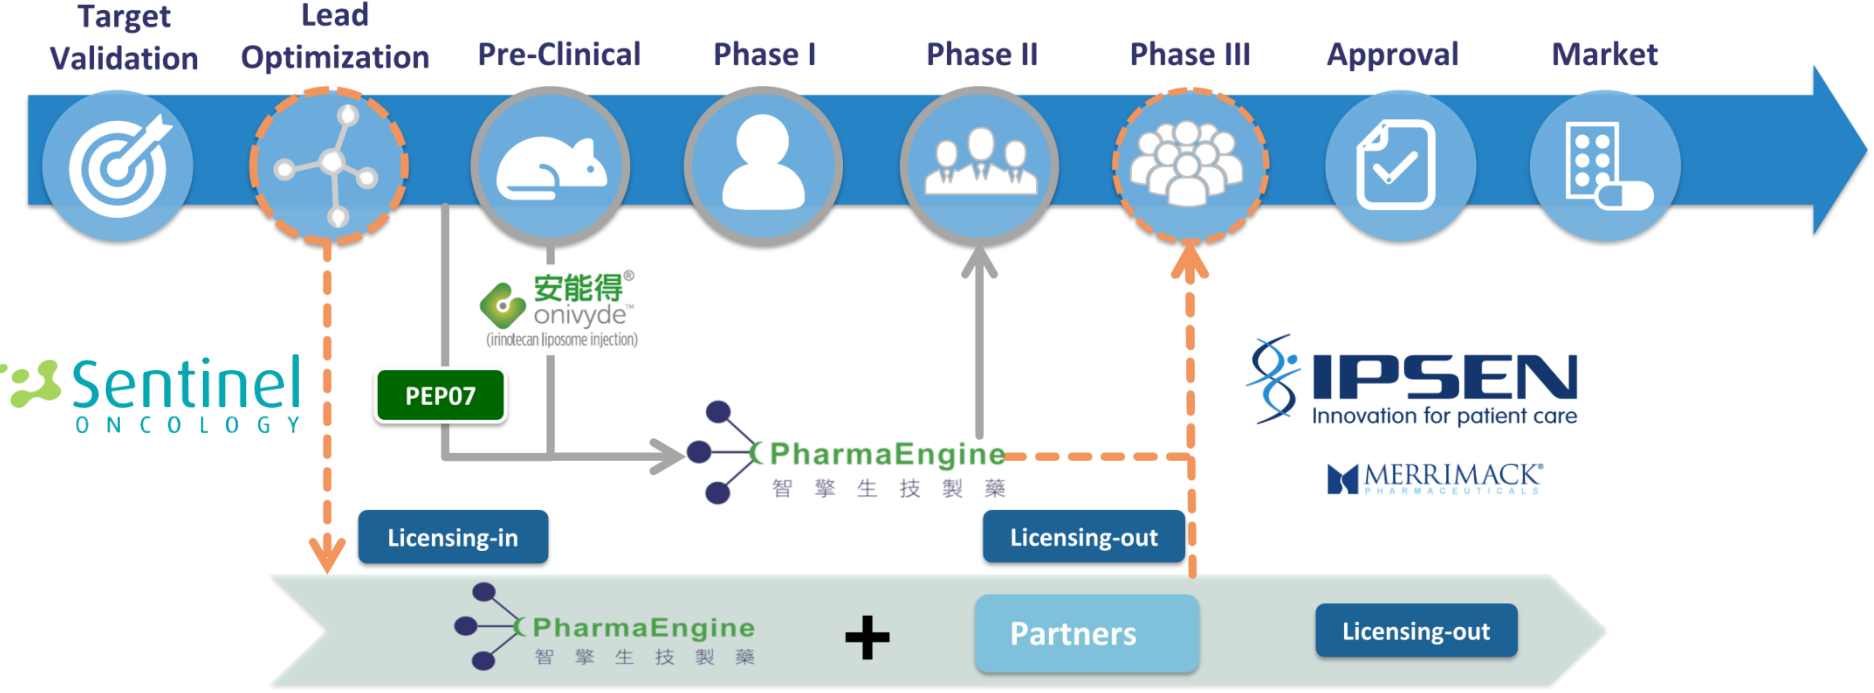 Target
Validation
Lead
Optimization
Pre-Clinical
Phase I
Phase II
Phase III
Approval
Market
安能得®
onivyde™
(irinotecan liposome injection)
Sentinel
ONCOLOGY
PEP07
PharmaEngine
智擎生技製藥
IPSEN
Innovation for patient care
MERRIMACK®
PHARMACEUTICALS
Licensing-in
Licensing-out
PharmaEngine
智擎生技製藥
+
Partners
Licensing-out